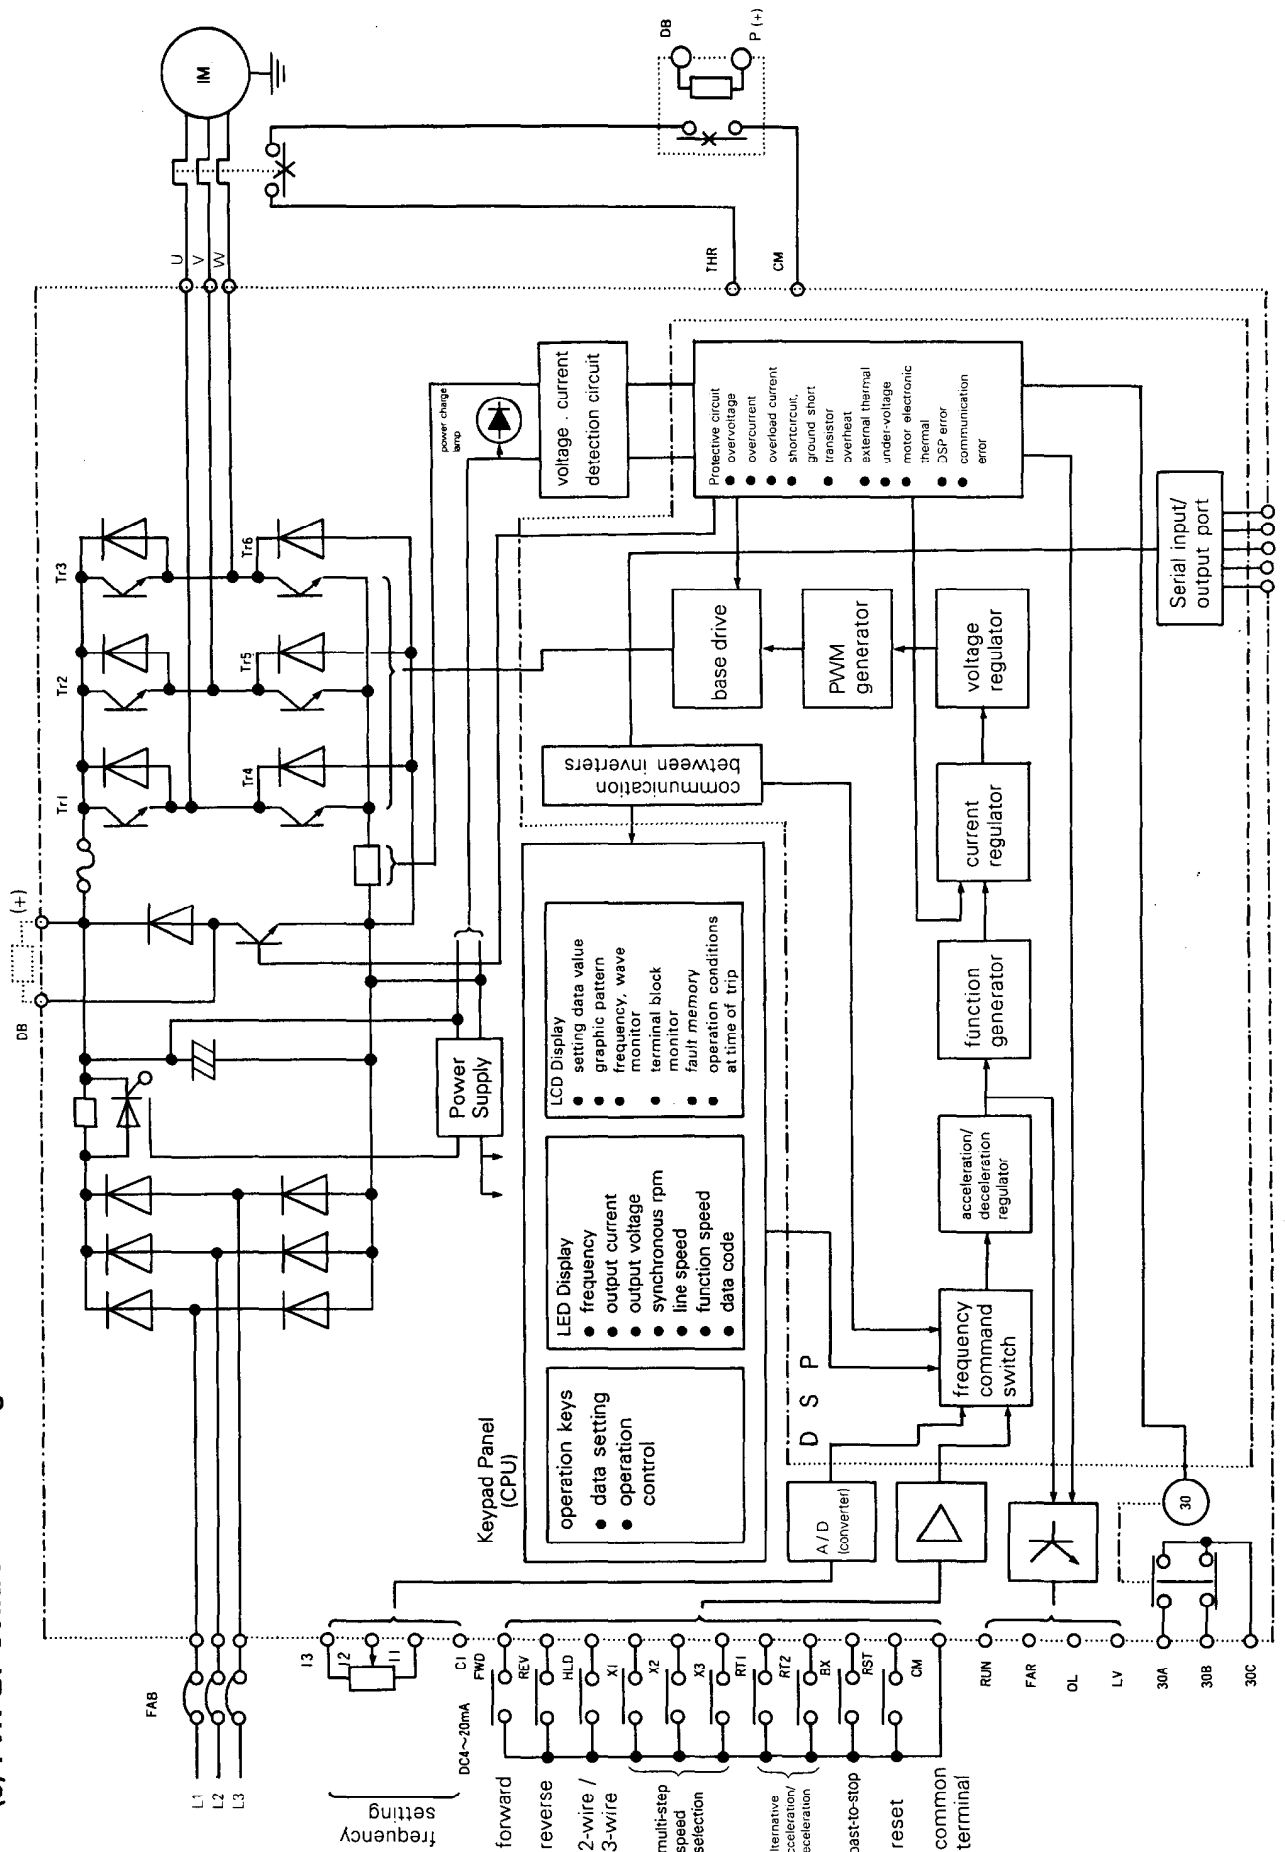 IM
DB
P (+)
U
V
W
THR
CM
power charge
lamp
voltage . current
detection circuit
Protective circuit
● overvoltage
● overcurrent
● overload current
● shortcircuit,
ground short
● transistor
overheat
● external thermal
● under-voltage
● motor electronic
thermal
● DSP error
● communication
error
Serial input/
output port
Tr1
Tr2
Tr3
Tr4
Tr5
Tr6
DB
(+)
base drive
PWM
generator
voltage
regulator
current
regulator
function
generator
acceleration/
deceleration
regulator
frequency
command
switch
communication
between inverters
Power
Supply
Keypad Panel
(CPU)
operation keys
● data setting
● operation
control
LED Display
● frequency
● output current
● output voltage
● synchronous rpm
● line speed
● function speed
● data code
LCD Display
● setting data value
● graphic pattern
● frequency, wave
monitor
● terminal block
monitor
● fault memory
● operation conditions
at time of trip
D S P
A/D
(converter)
30
FAB
L1
L2
L3
13
12
11
C1
DC4~20mA
frequency
setting
FWD
REV
HLD
X1
X2
X3
RT1
RT2
BX
RST
CM
forward
reverse
2-wire /
3-wire
multi-step
speed
selection
lternative
cceleration/
eceleration
oast-to-stop
reset
common
terminal
RUN
FAR
OL
LV
30A
30B
30C